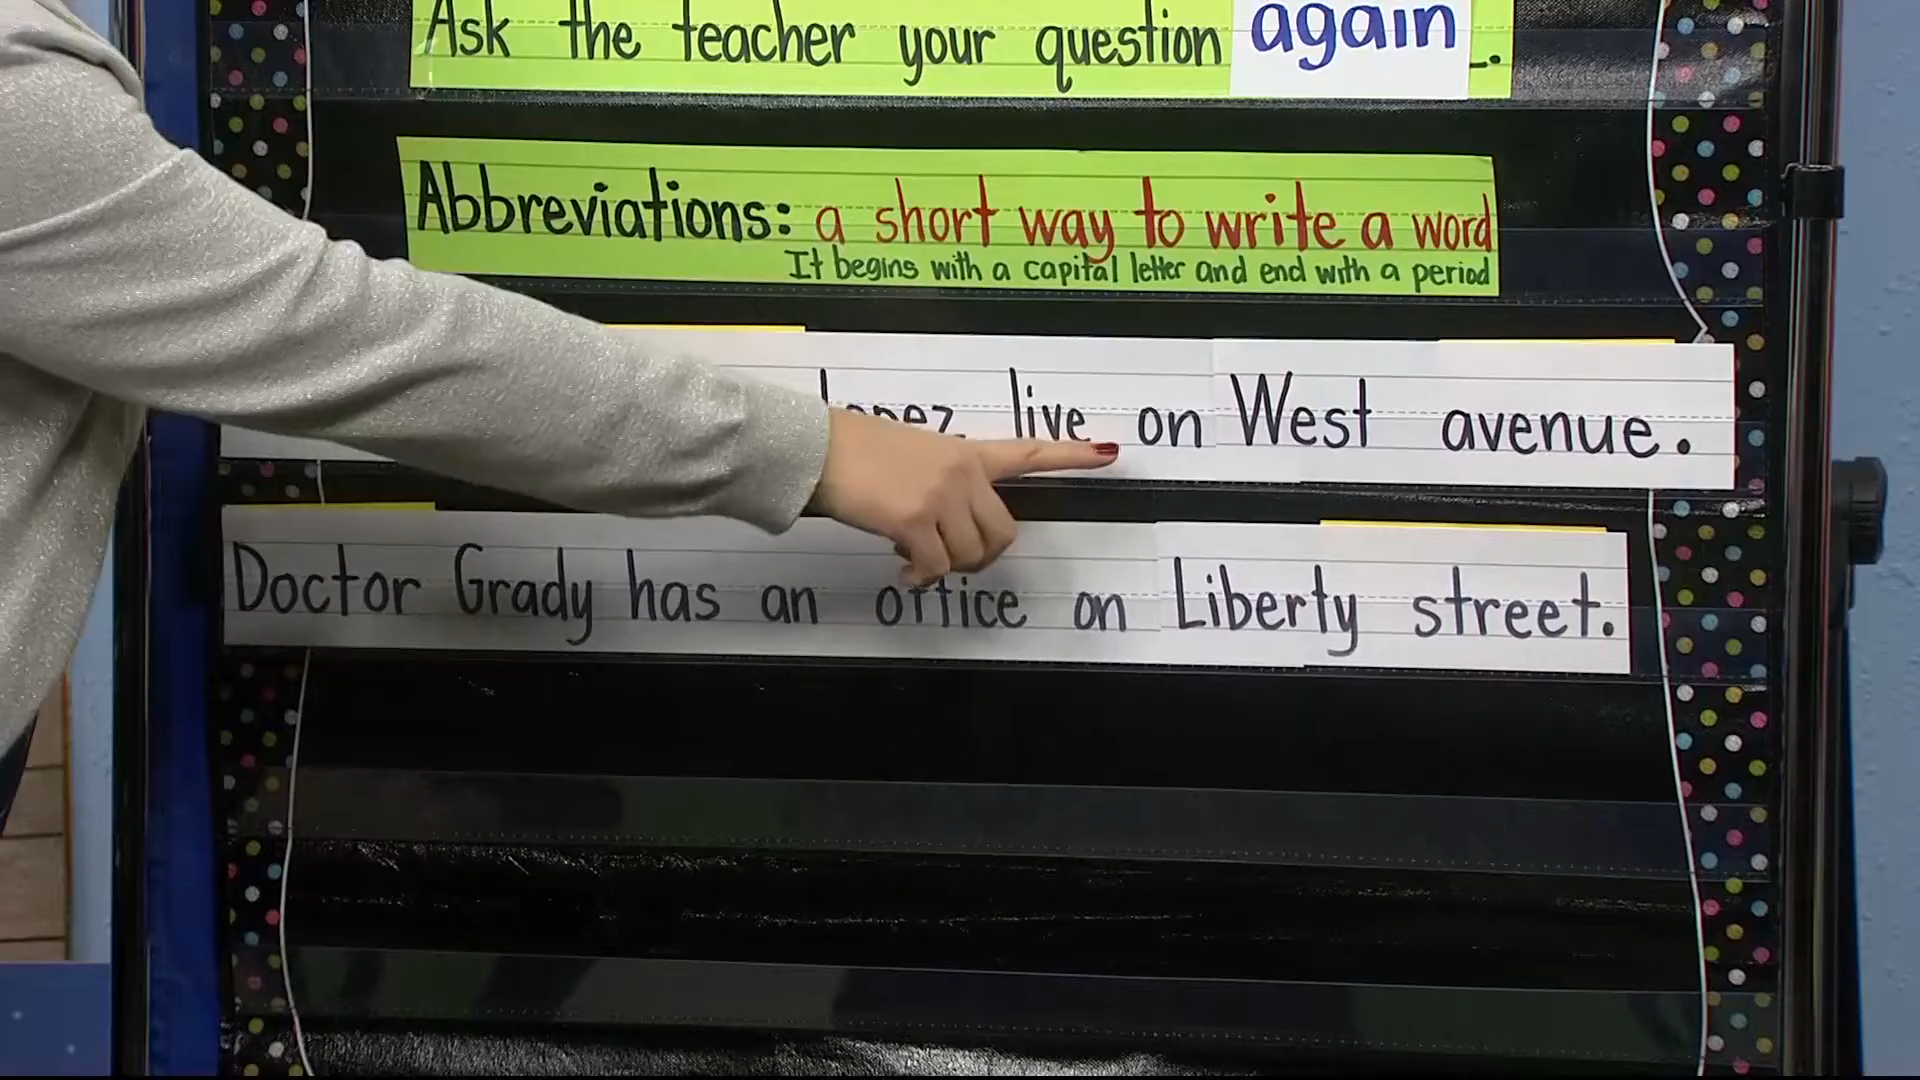 Ask the teacher your question again.
Abbreviations: a short way to write a word
It begins with a capital letter and end with a period
live on West avenue.
Doctor Grady has an office on Liberty street.